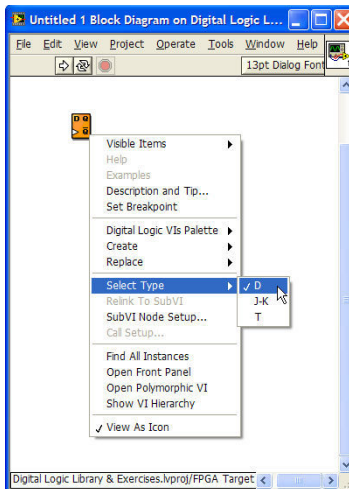 Untitled 1 Block Diagram on Digital Logic L...
File Edit View Project Operate Tools Window Help
13pt Dialog Font
Visible Items
Help
Examples
Description and Tip...
Set Breakpoint
Digital Logic VIs Palette
Create
Replace
Select Type
D
Relink To SubVI
J-K
SubVI Node Setup...
T
Call Setup...
Find All Instances
Open Front Panel
Open Polymorphic VI
Show VI Hierarchy
View As Icon
Digital Logic Library & Exercises.lvproj/FPGA Target